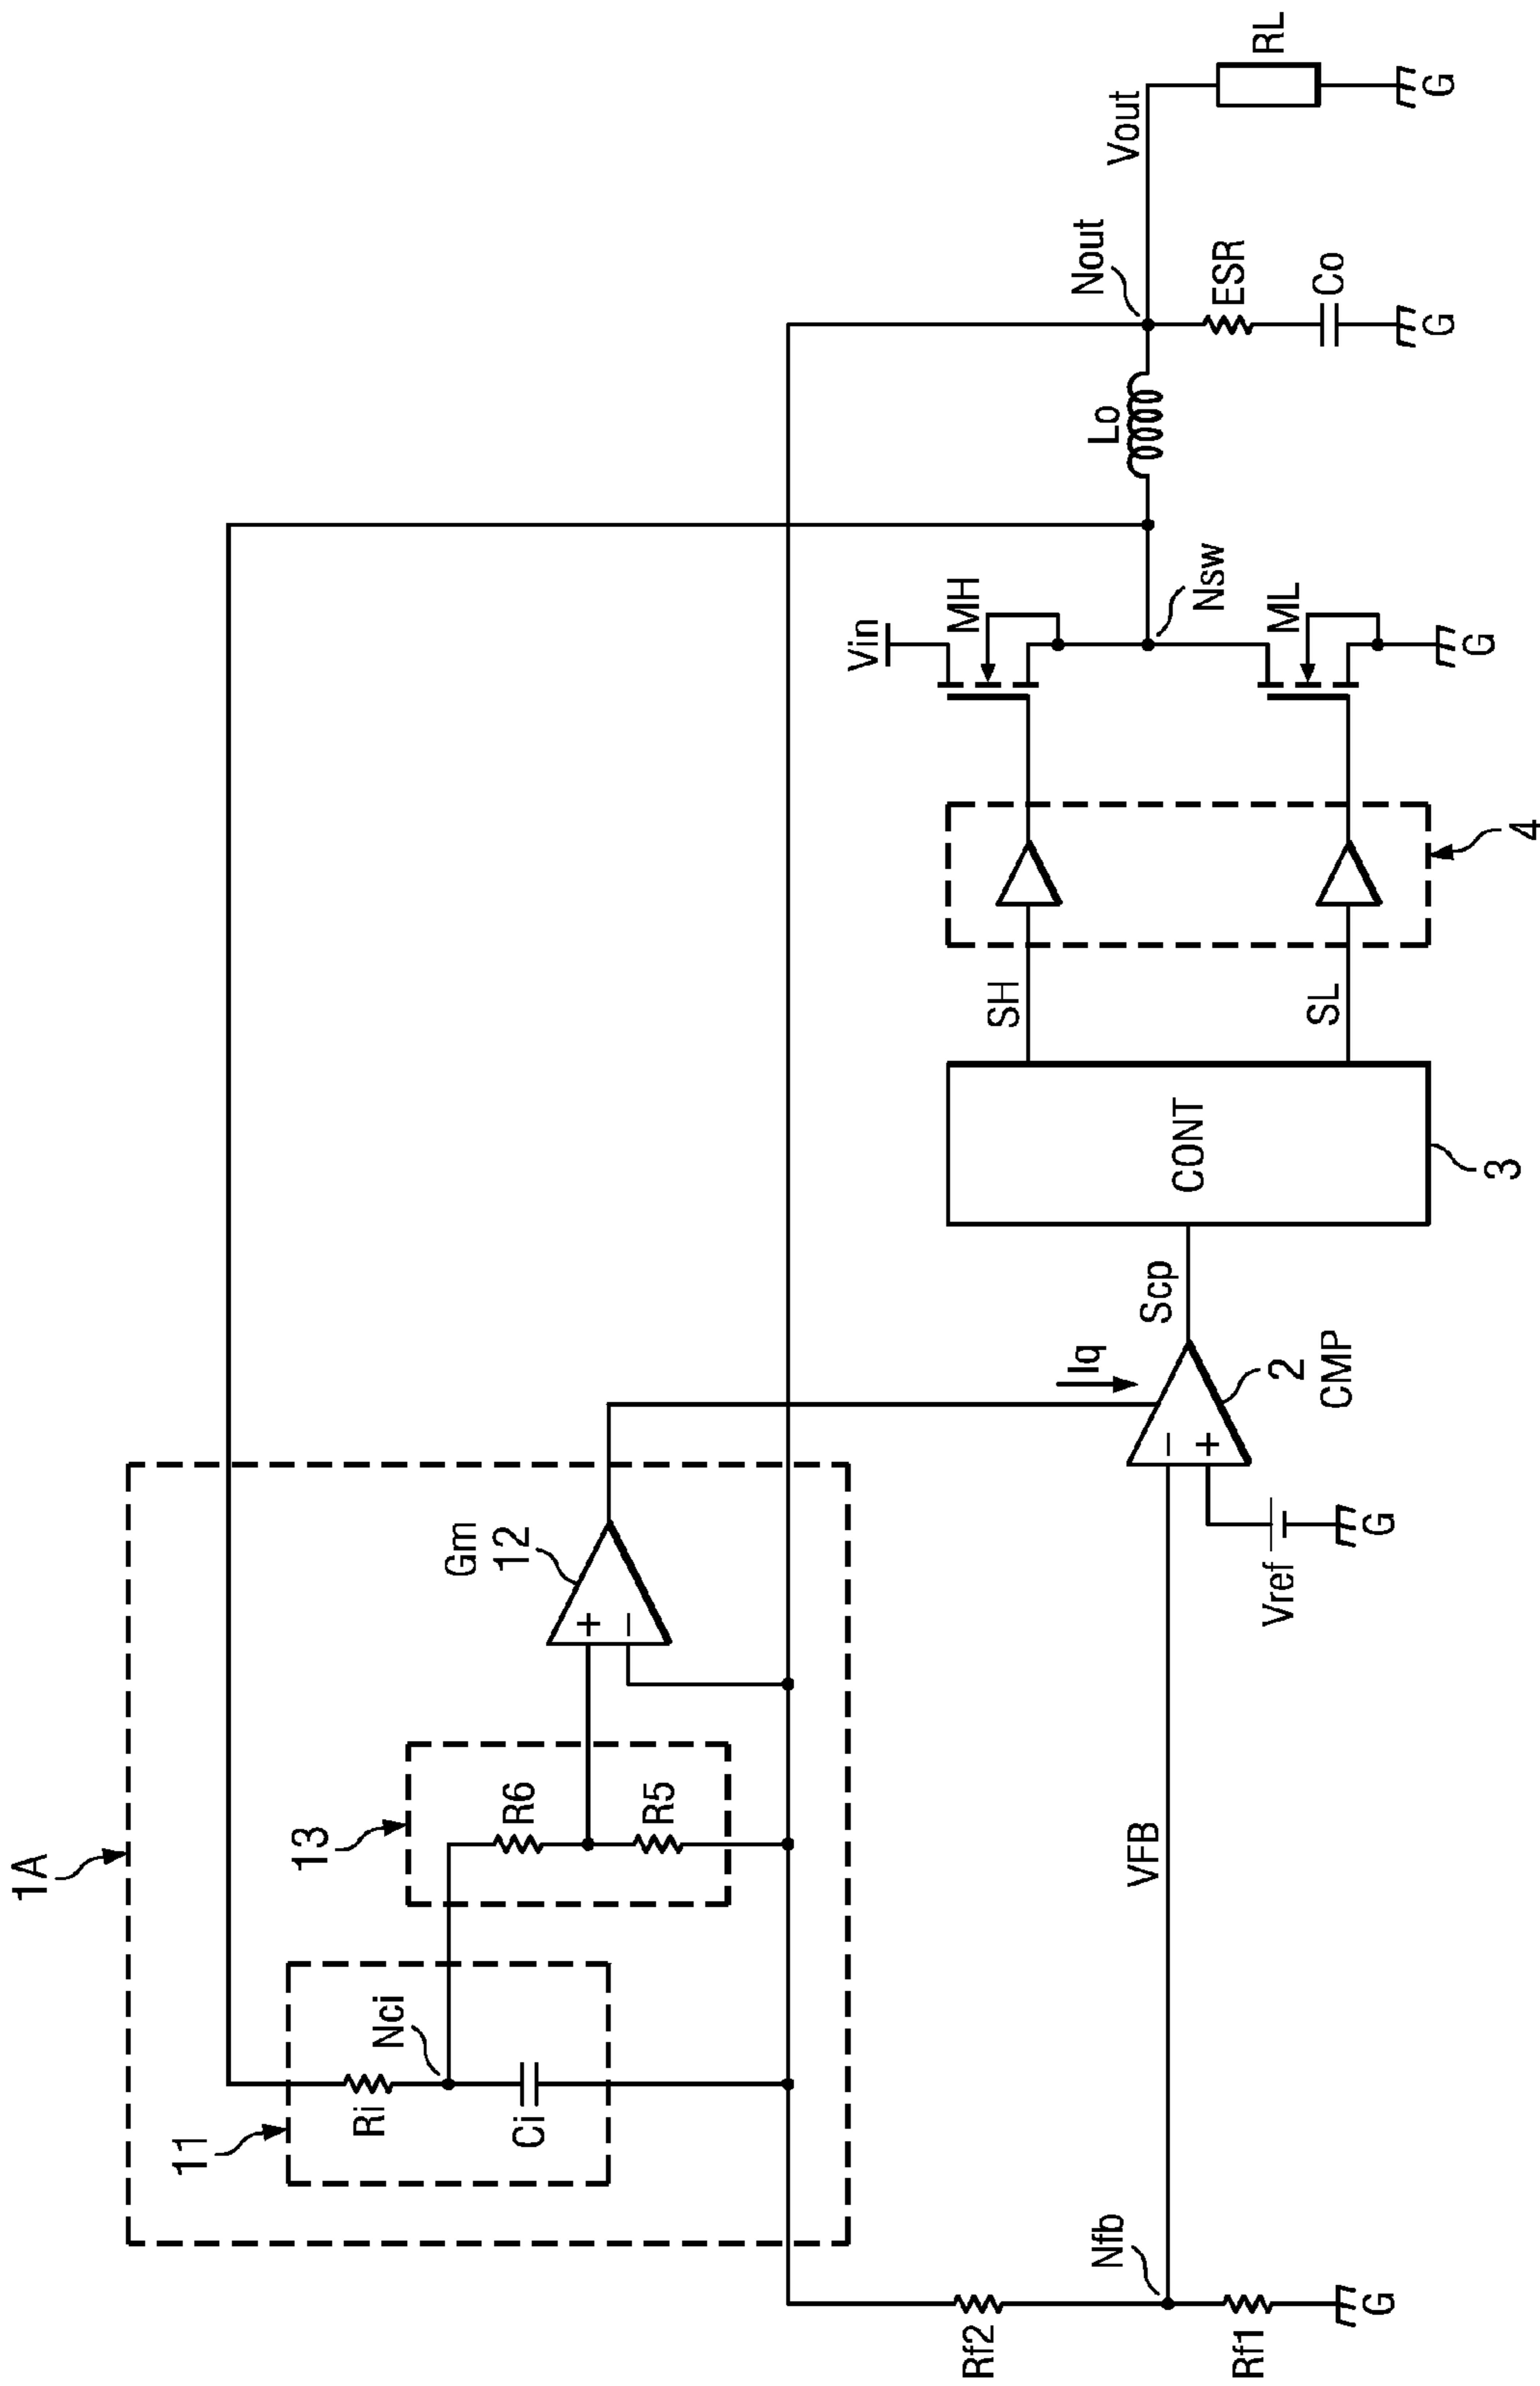 1A
11
Ri
Nci
Ci
13
R6
R5
Gm
12
+
−
Iq
Vin
MH
Nsw
ML
G
Lo
Nout
Vout
ESR
Co
G
RL
G
Rf2
Nfb
Rf1
G
VFB
Vref
G
−
+
2
CMP
Scp
CONT
3
SH
SL
4